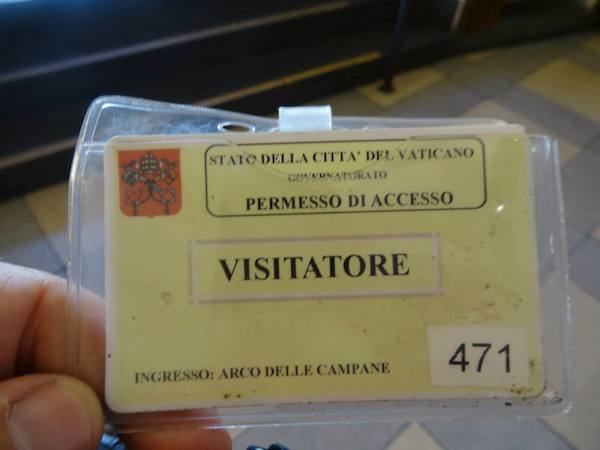 STATO DELLA CITTA' DEL VATICANO
GOVERNATORATO
PERMESSO DI ACCESSO
VISITATORE
INGRESSO: ARCO DELLE CAMPANE
471